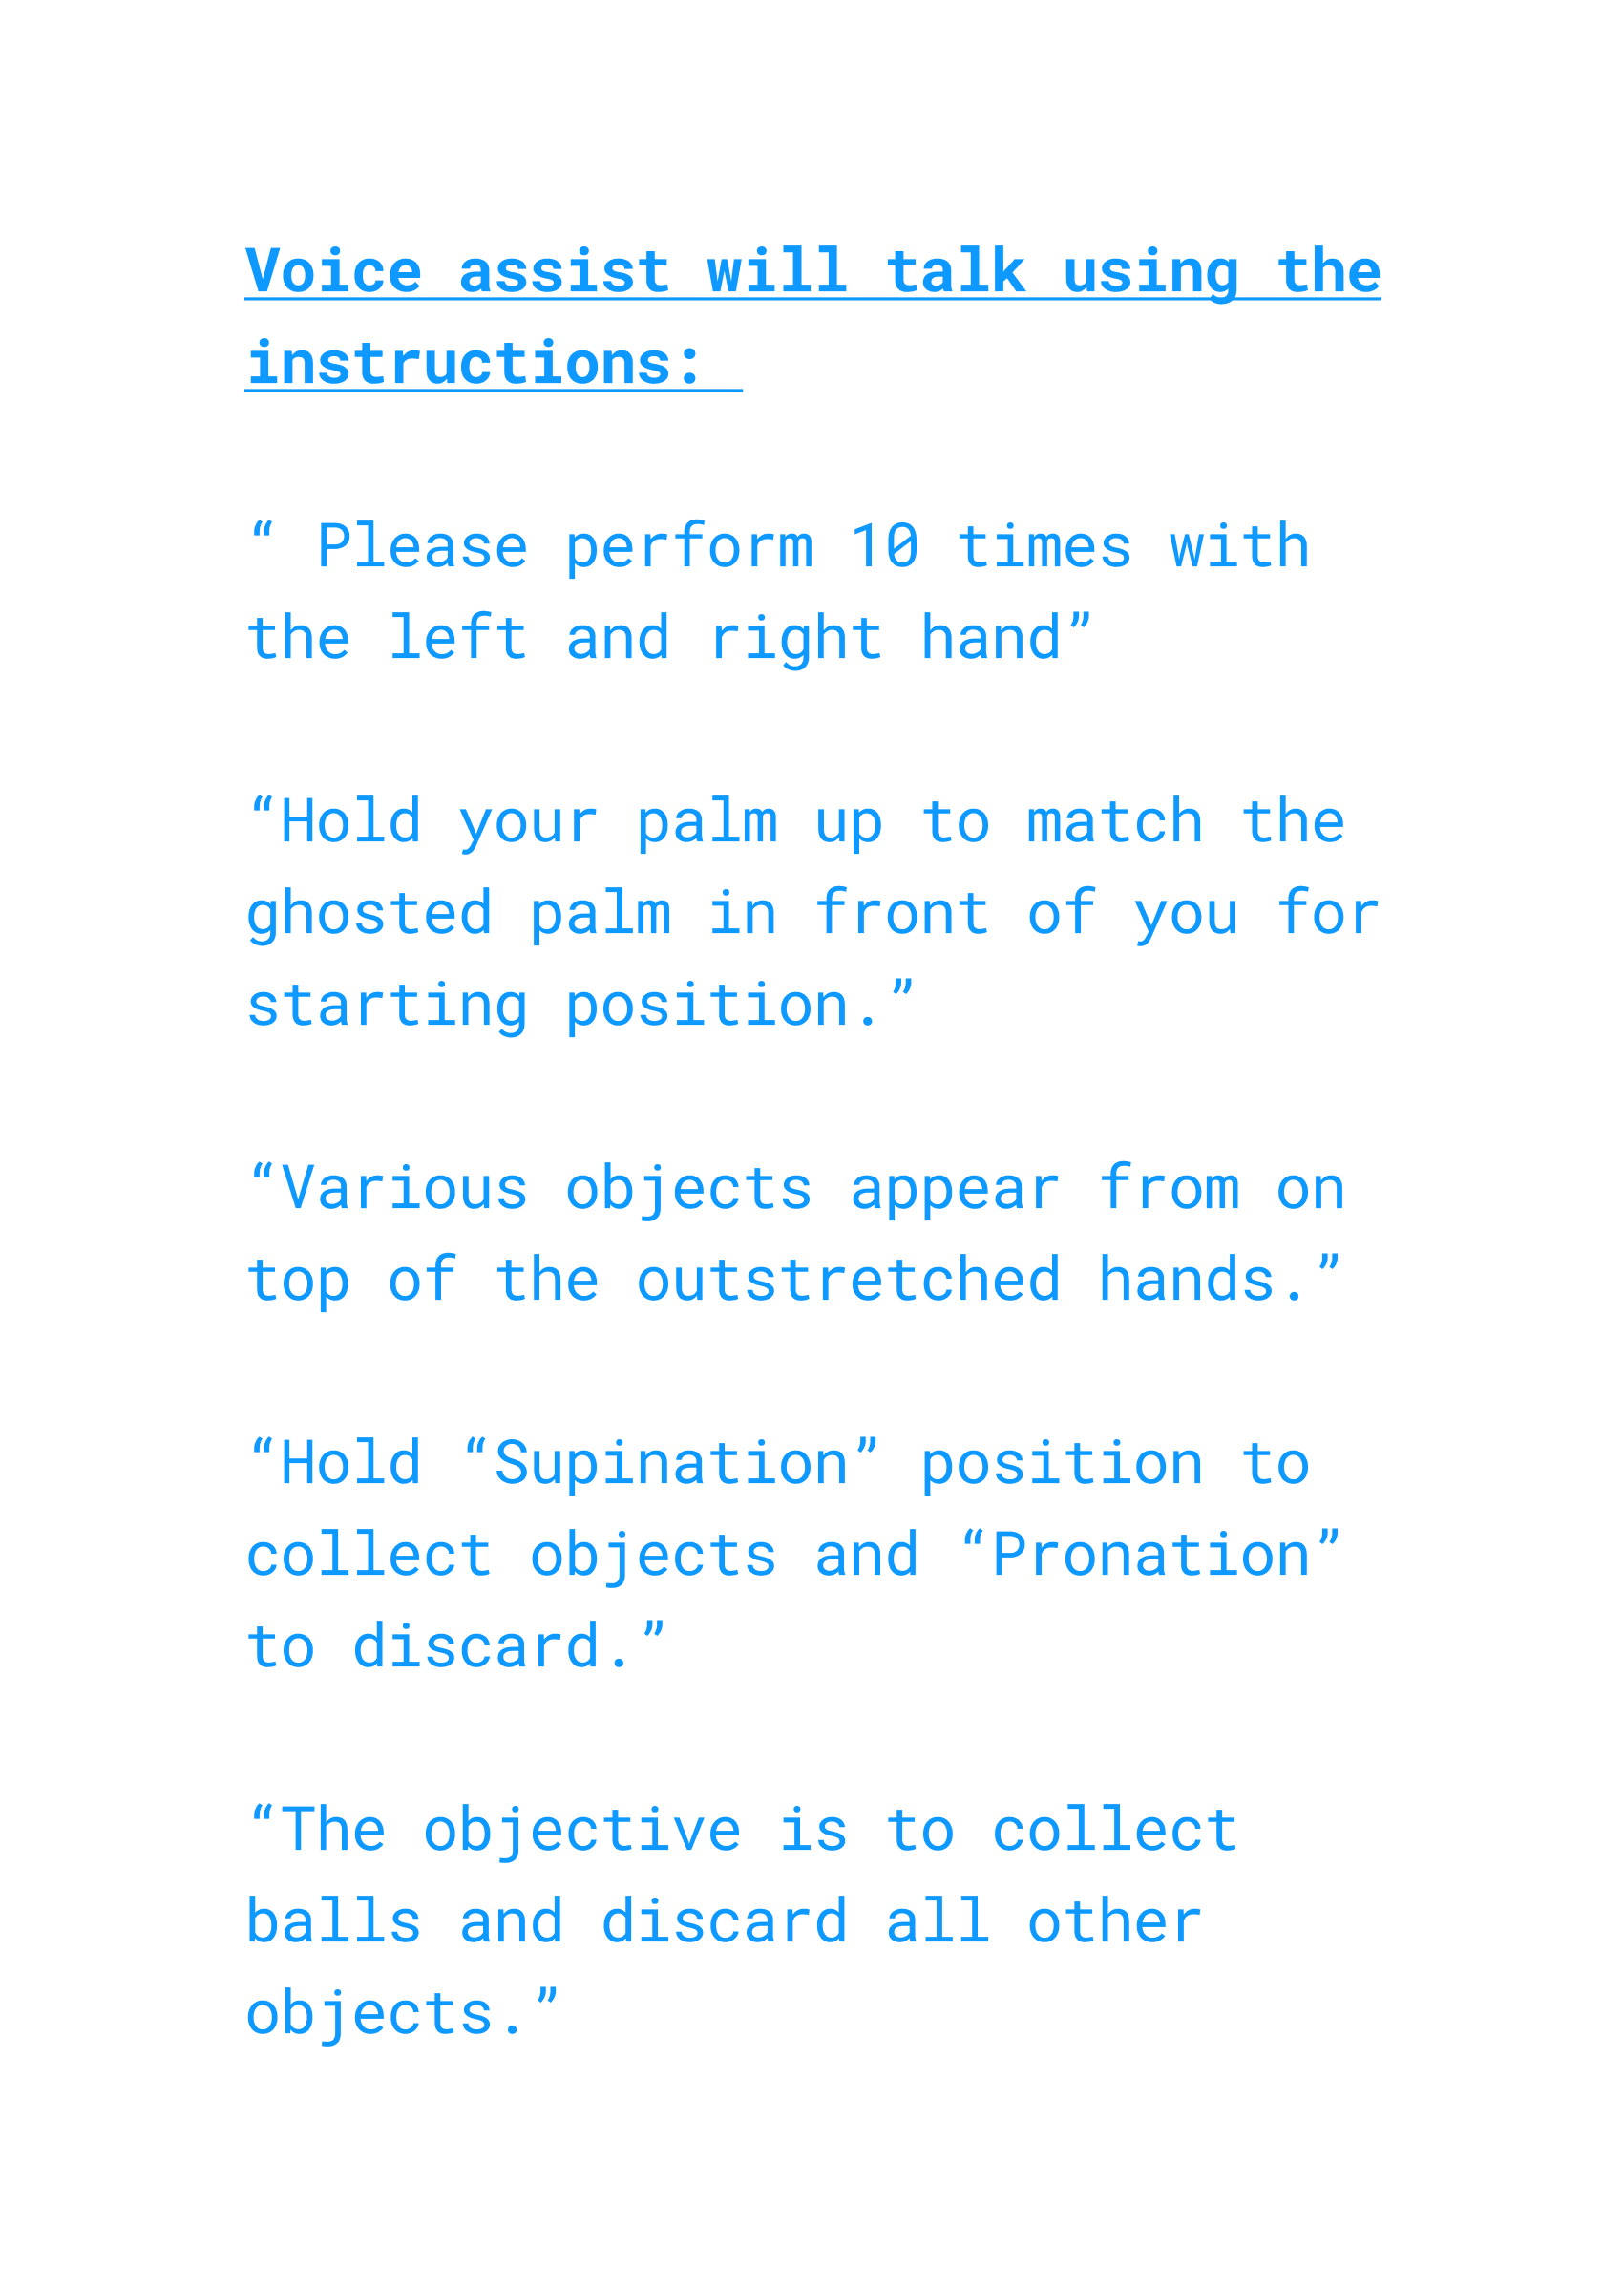 Voice assist will talk using the
instructions:
“ Please perform 10 times with
the left and right hand”
“Hold your palm up to match the
ghosted palm in front of you for
starting position.”
“Various objects appear from on
top of the outstretched hands.”
“Hold “Supination” position to
collect objects and “Pronation”
to discard.”
“The objective is to collect
balls and discard all other
objects.”